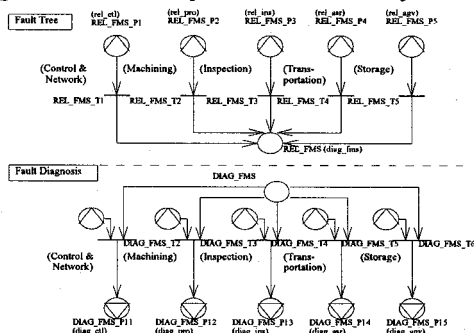 Fault Tree
(rel_ctl) (rel_pro) (rel_ins) (rel_asr) (rel_agv)
REL_FMS_P1 REL_FMS_P2 REL_FMS_P3 REL_FMS_P4 REL_FMS_P5
(Control & Network) (Machining) (Inspection) (Trans-portation) (Storage)
REL_FMS_T1 REL_FMS_T2 REL_FMS_T3 REL_FMS_T4 REL_FMS_T5
REL_FMS (diag_fms)
Fault Diagnosis
DIAG_FMS
DIAG_FMS_T2 DIAG_FMS_T3 DIAG_FMS_T4 DIAG_FMS_T5 DIAG_FMS_T6
(Control & Network) (Machining) (Inspection) (Trans-portation) (Storage)
DIAG_FMS_P11 DIAG_FMS_P12 DIAG_FMS_P13 DIAG_FMS_P14 DIAG_FMS_P15
(diag_ctl) (diag_pro) (diag_ins) (diag_asr) (diag_agv)